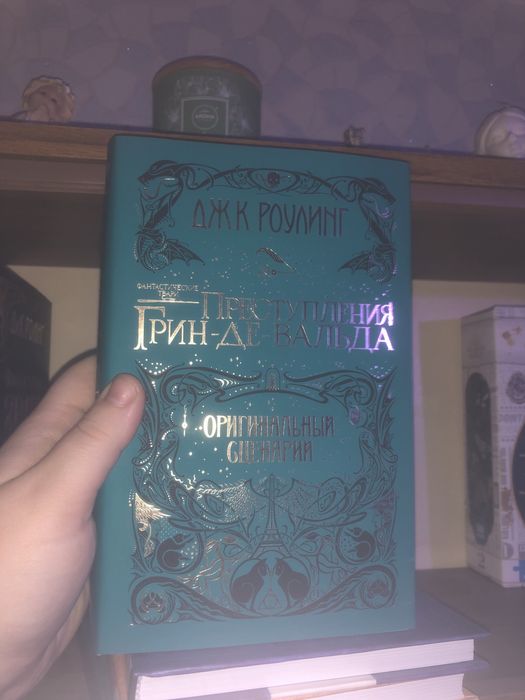 ДЖ.К. РОУЛИНГ
ФАНТАСТИЧЕСКИЕ
ТВАРИ
ПРЕСТУПЛЕНИЯ
ГРИН-ДЕ-ВАЛЬДА
ОРИГИНАЛЬНЫЙ
СЦЕНАРИЙ